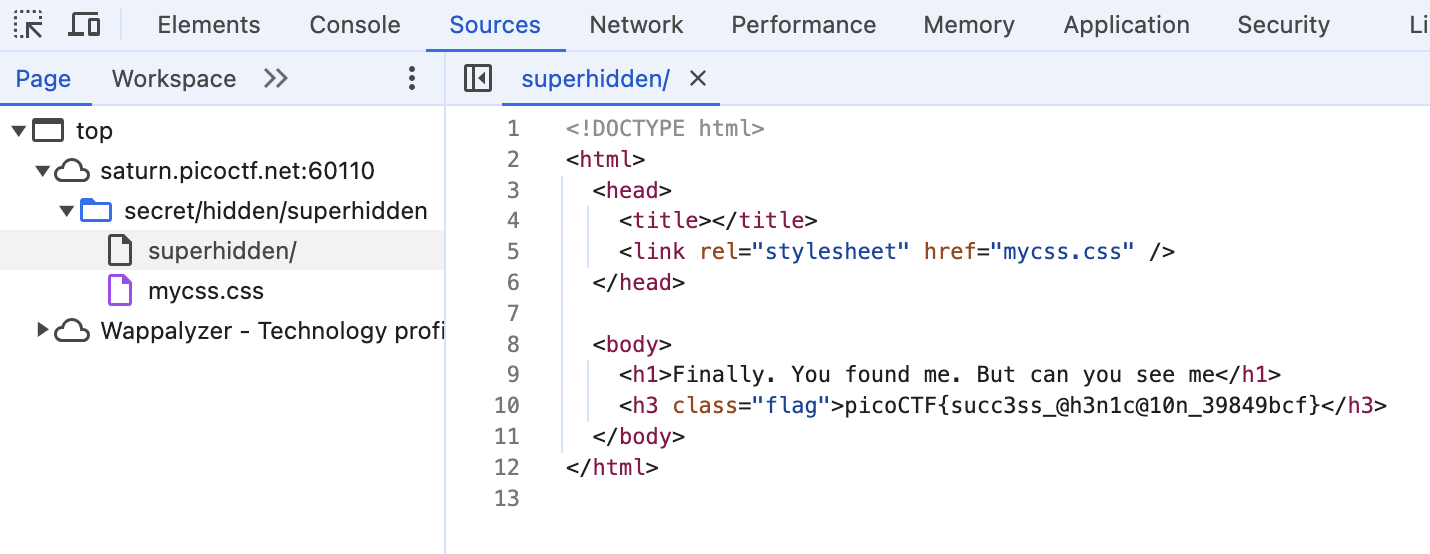 Elements Console Sources Network Performance Memory Application Security Li
Page Workspace
top
saturn.picoctf.net:60110
secret/hidden/superhidden
superhidden/
mycss.css
Wappalyzer - Technology profi
superhidden/
1 <!DOCTYPE html>
2 <html>
3 <head>
4 <title></title>
5 <link rel="stylesheet" href="mycss.css" />
6 </head>
7
8 <body>
9 <h1>Finally. You found me. But can you see me</h1>
10 <h3 class="flag">picoCTF{succ3ss_@h3n1c@10n_39849bcf}</h3>
11 </body>
12 </html>
13